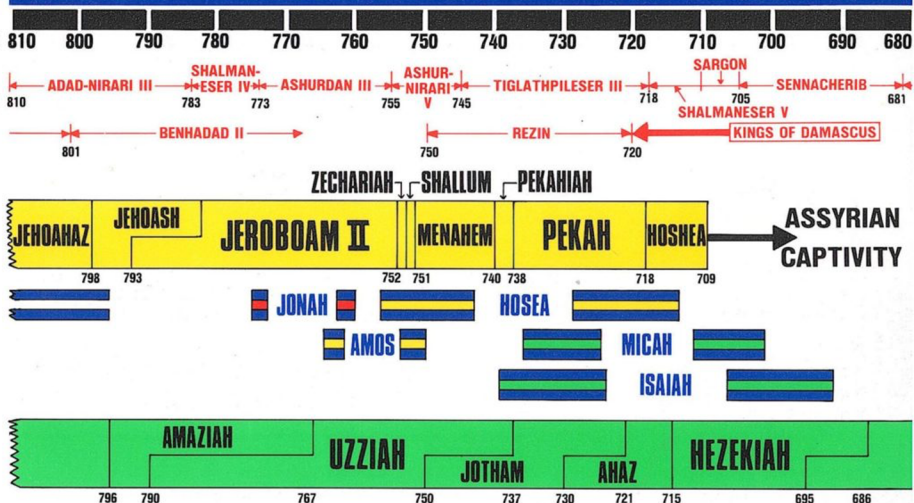 810 800 790 780 770 760 750 740 730 720 710 700 690 680
ADAD-NIRARI III SHALMAN-ESER IV ASHURDAN III ASHUR-NIRARI V TIGLATHPILESER III SARGON SENNACHERIB
810 783 773 755 745 718 705 681
SHALMANESER V
BENHADAD II REZIN KINGS OF DAMASCUS
801 750 720
ZECHARIAH SHALLUM PEKAHIAH
JEHOAHAZ JEHOASH JEROBOAM II MENAHEM PEKAH HOSHEA ASSYRIAN
CAPTIVITY
798 793 752 751 740 738 718 709
JONAH HOSEA
AMOS MICAH
ISAIAH
AMAZIAH UZZIAH JOTHAM AHAZ HEZEKIAH
796 790 767 750 737 730 721 715 695 686